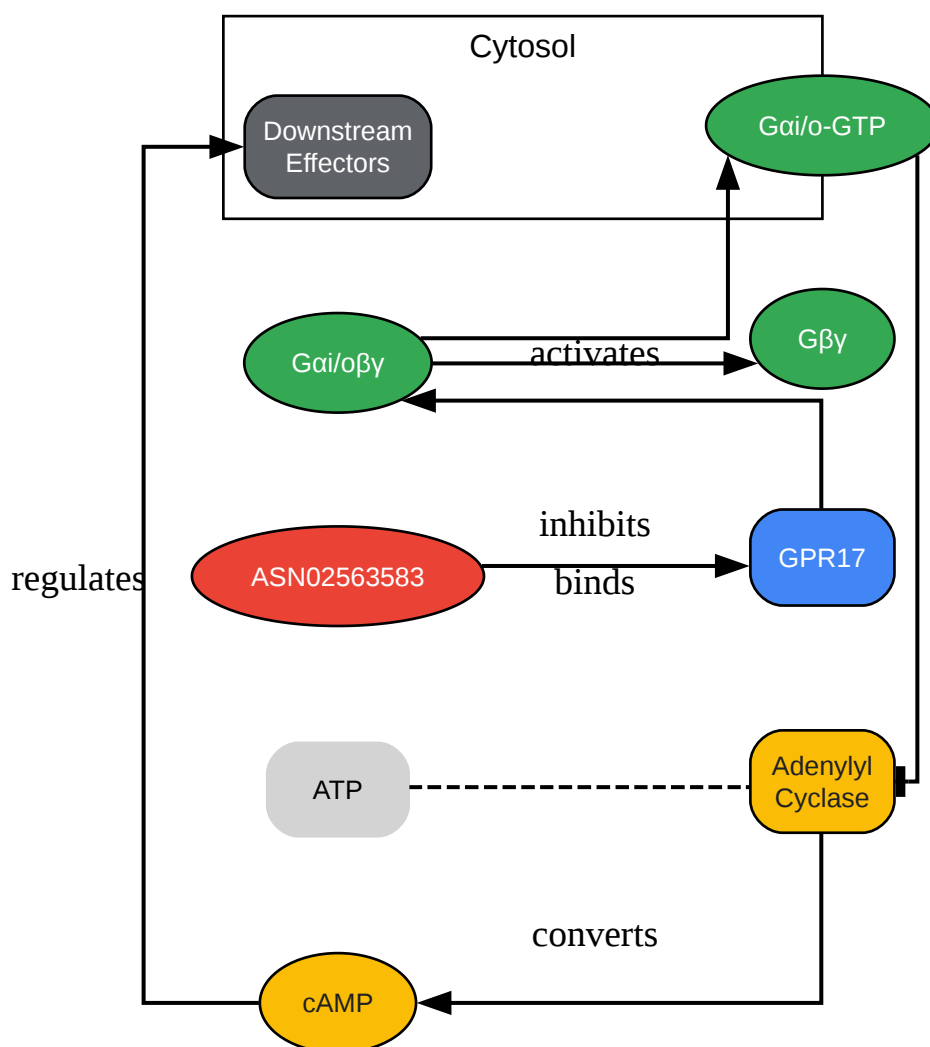 Cytosol
Downstream
Effectors
Gαi/o-GTP
Gαi/oβγ
activates
Gβγ
inhibits
ASN02563583
binds
GPR17
regulates
ATP
Adenylyl
Cyclase
converts
cAMP